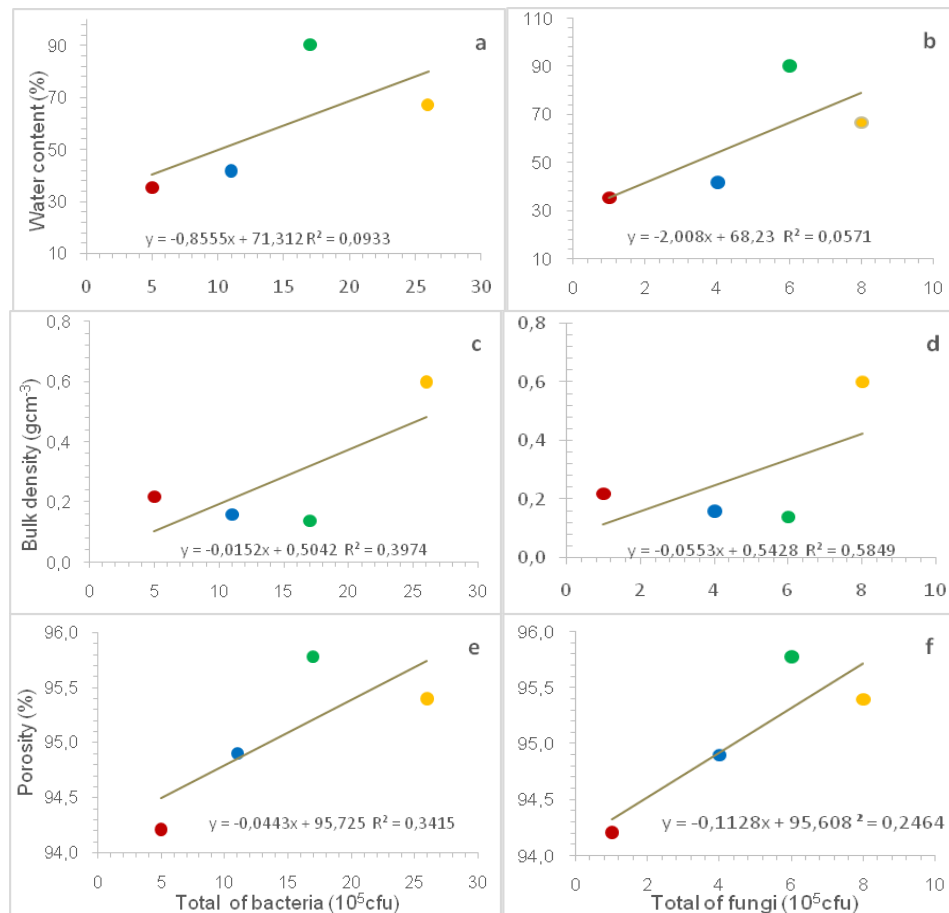 a
Water content (%)
90
70
50
30
10
y = -0,8555x + 71,312 R² = 0,0933
0 5 10 15 20 25 30
b
110
90
70
50
30
10
y = -2,008x + 68,23 R² = 0,0571
0 2 4 6 8 10
c
Bulk density (gcm-³)
0,8
0,6
0,4
0,2
0,0
y = -0,0152x + 0,5042 R² = 0,3974
0 5 10 15 20 25 30
d
0,8
0,6
0,4
0,2
0,0
y = -0,0553x + 0,5428 R² = 0,5849
0 2 4 6 8 10
e
Porosity (%)
96,0
95,5
95,0
94,5
94,0
y = -0,0443x + 95,725 R² = 0,3415
0 5 10 15 20 25 30
Total of bacteria (10⁵cfu)
f
96,0
95,5
95,0
94,5
94,0
y = -0,1128x + 95,608 ² = 0,2464
0 2 4 6 8 10
Total of fungi (10⁵cfu)